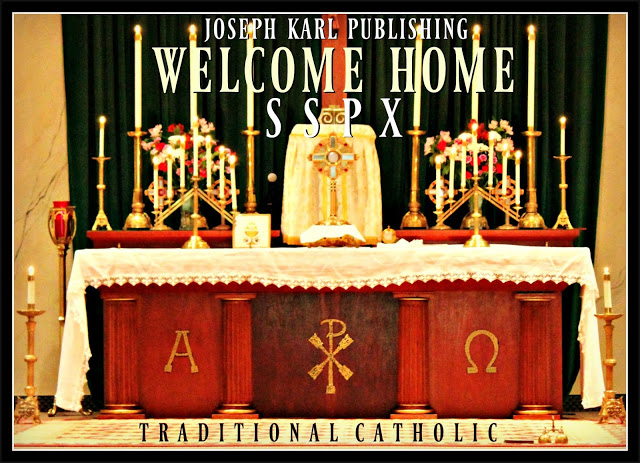 JOSEPH KARL PUBLISHING
WELCOME HOME
SSPX
Α ☧ Ω
TRADITIONAL CATHOLIC